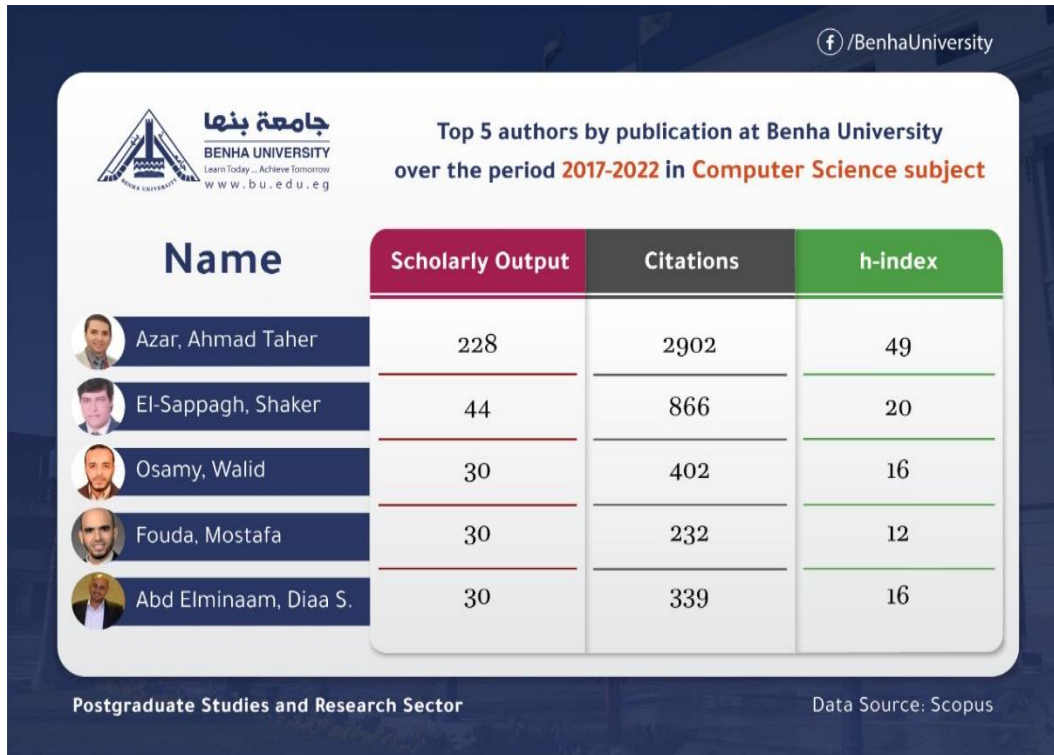 /BenhaUniversity
جامعة بنها
BENHA UNIVERSITY
Learn Today ... Achieve Tomorrow
www.bu.edu.eg
BENHA UNIVERSITY
Top 5 authors by publication at Benha University
over the period 2017-2022 in Computer Science subject
Name Scholarly Output Citations h-index
Azar, Ahmad Taher 228 2902 49
El-Sappagh, Shaker 44 866 20
Osamy, Walid 30 402 16
Fouda, Mostafa 30 232 12
Abd Elminaam, Diaa S. 30 339 16
Postgraduate Studies and Research Sector
Data Source: Scopus